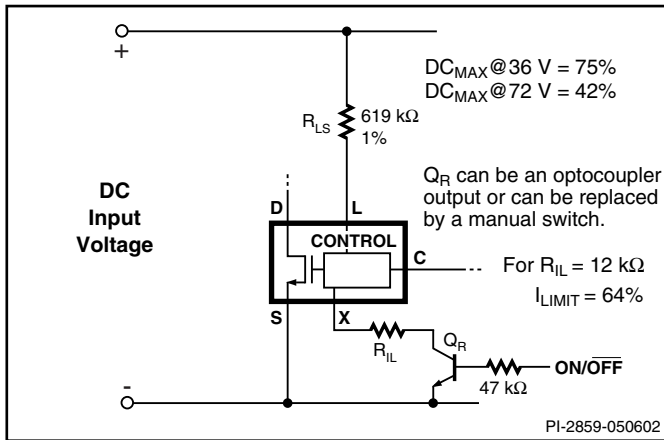 +
DC_MAX@36 V = 75%
DC_MAX@72 V = 42%
R_LS
619 kΩ
1%
Q_R can be an optocoupler
output or can be replaced
by a manual switch.
DC
Input
Voltage
D
L
CONTROL
C
For R_IL = 12 kΩ
I_LIMIT = 64%
S
X
R_IL
Q_R
47 kΩ
ON/O̅F̅F̅
-
PI-2859-050602